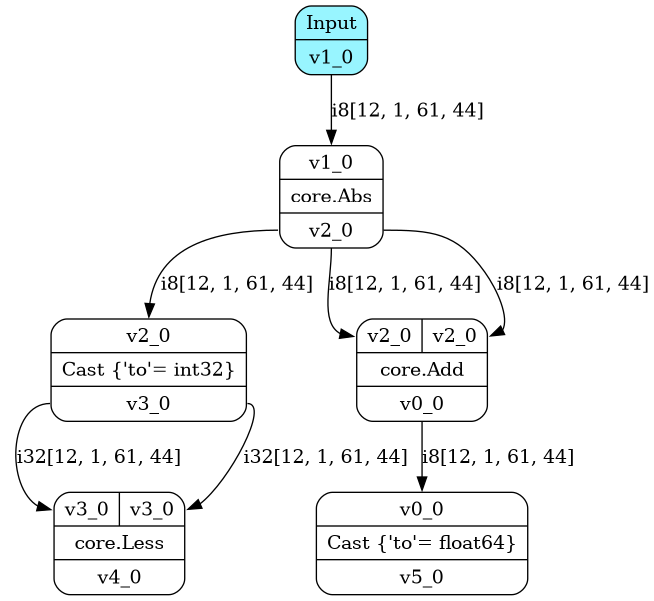 Input
v1_0
i8[12, 1, 61, 44]
v1_0
core.Abs
v2_0
i8[12, 1, 61, 44]
i8[12, 1, 61, 44]
i8[12, 1, 61, 44]
v2_0
Cast {'to'= int32}
v3_0
v2_0 v2_0
core.Add
v0_0
i32[12, 1, 61, 44]
i32[12, 1, 61, 44]
i8[12, 1, 61, 44]
v3_0 v3_0
core.Less
v4_0
v0_0
Cast {'to'= float64}
v5_0